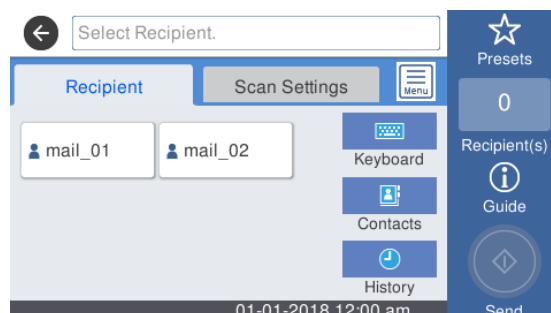 Select Recipient.
Presets
Recipient
Scan Settings
Menu
0
Recipient(s)
mail_01
mail_02
Keyboard
Guide
Contacts
History
01-01-2018 12:00 am
Send